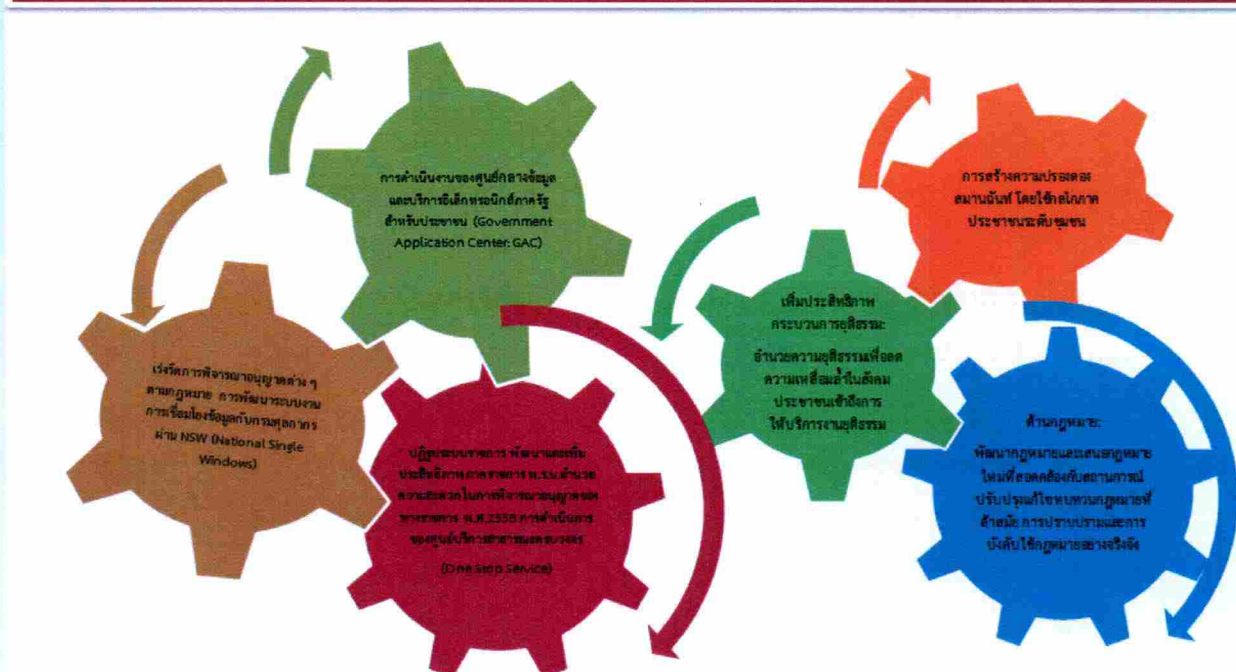 การดำเนินงานของศูนย์กลางข้อมูล
และบริการอิเล็กทรอนิกส์ภาครัฐ
สำหรับประชาชน (Government
Application Center: GAC)
เร่งรัดการพิจารณาอนุญาตต่าง ๆ
ตามกฎหมาย การพัฒนาระบบงาน
การเชื่อมโยงข้อมูลกับกรมศุลกากร
ผ่าน NSW (National Single
Windows)
ปฏิรูประบบราชการ พัฒนาและเพิ่ม
ประสิทธิภาพภาคราชการ พ.ร.บ.อำนวย
ความสะดวกในการพิจารณาอนุญาตของ
ทางราชการ พ.ศ.2558 การดำเนินการ
ของศูนย์บริการสาธารณะครบวงจร
(One Stop Service)
การสร้างความปรองดอง
สมานฉันท์ โดยใช้กลไกภาค
ประชาชนระดับชุมชน
เพิ่มประสิทธิภาพ
กระบวนการยุติธรรม:
อำนวยความยุติธรรมเพื่อลด
ความเหลื่อมล้ำในสังคม
ประชาชนเข้าถึงการ
ให้บริการงานยุติธรรม
ด้านกฎหมาย:
พัฒนากฎหมายและเสนอกฎหมาย
ใหม่ที่สอดคล้องกับสถานการณ์
ปรับปรุงแก้ไขทบทวนกฎหมายที่
ล้าสมัย การปราบปรามและการ
บังคับใช้กฎหมายอย่างจริงจัง